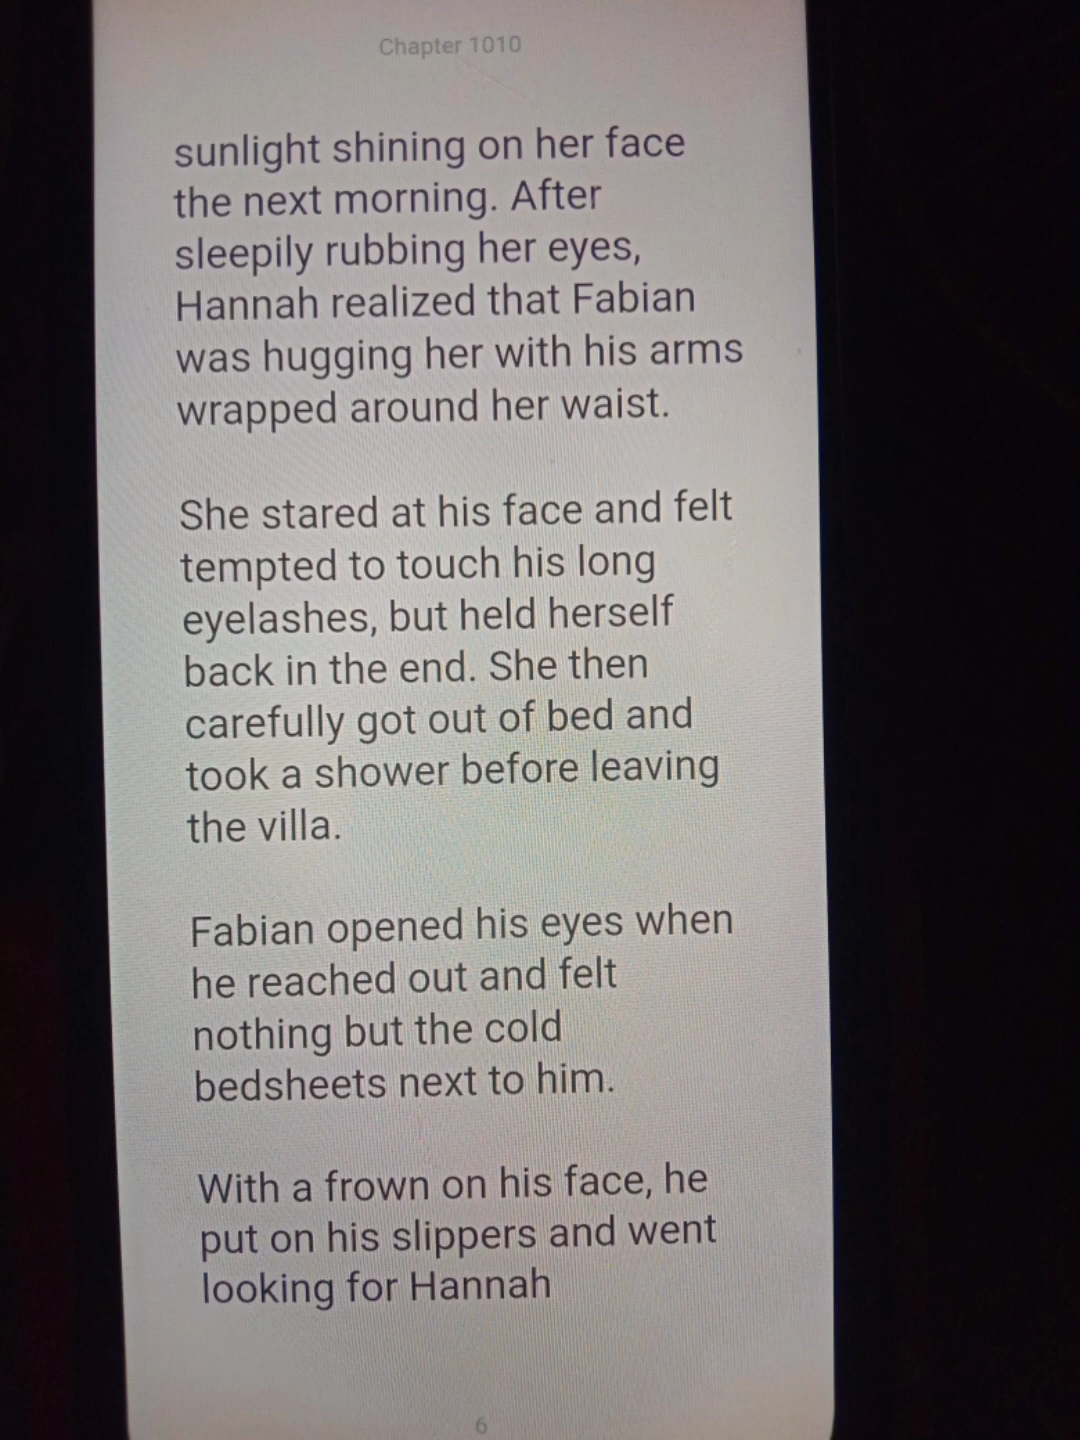 Chapter 1010
sunlight shining on her face
the next morning. After
sleepily rubbing her eyes,
Hannah realized that Fabian
was hugging her with his arms
wrapped around her waist.
She stared at his face and felt
tempted to touch his long
eyelashes, but held herself
back in the end. She then
carefully got out of bed and
took a shower before leaving
the villa.
Fabian opened his eyes when
he reached out and felt
nothing but the cold
bedsheets next to him.
With a frown on his face, he
put on his slippers and went
looking for Hannah
6